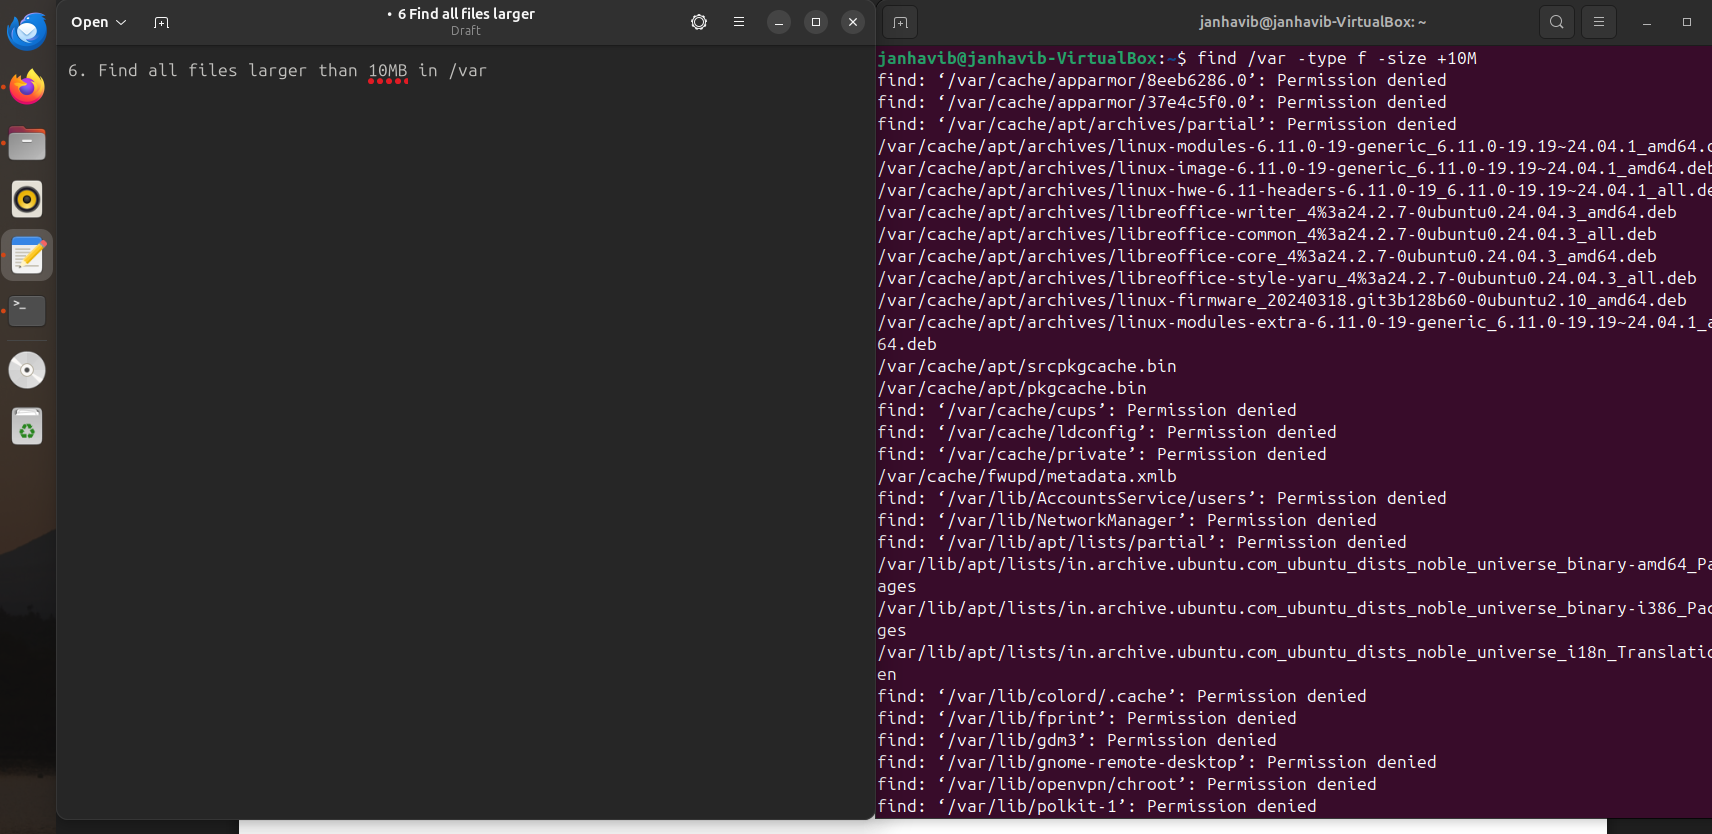 Open
• 6 Find all files larger
Draft
6. Find all files larger than 10MB in /var
janhavib@janhavib-VirtualBox: ~
janhavib@janhavib-VirtualBox:~$ find /var -type f -size +10M
find: ‘/var/cache/apparmor/8eeb6286.0’: Permission denied
find: ‘/var/cache/apparmor/37e4c5f0.0’: Permission denied
find: ‘/var/cache/apt/archives/partial’: Permission denied
/var/cache/apt/archives/linux-modules-6.11.0-19-generic_6.11.0-19.19~24.04.1_amd64.d
/var/cache/apt/archives/linux-image-6.11.0-19-generic_6.11.0-19.19~24.04.1_amd64.deb
/var/cache/apt/archives/linux-hwe-6.11-headers-6.11.0-19_6.11.0-19.19~24.04.1_all.de
/var/cache/apt/archives/libreoffice-writer_4%3a24.2.7-0ubuntu0.24.04.3_amd64.deb
/var/cache/apt/archives/libreoffice-common_4%3a24.2.7-0ubuntu0.24.04.3_all.deb
/var/cache/apt/archives/libreoffice-core_4%3a24.2.7-0ubuntu0.24.04.3_amd64.deb
/var/cache/apt/archives/libreoffice-style-yaru_4%3a24.2.7-0ubuntu0.24.04.3_all.deb
/var/cache/apt/archives/linux-firmware_20240318.git3b128b60-0ubuntu2.10_amd64.deb
/var/cache/apt/archives/linux-modules-extra-6.11.0-19-generic_6.11.0-19.19~24.04.1_a
64.deb
/var/cache/apt/srcpkgcache.bin
/var/cache/apt/pkgcache.bin
find: ‘/var/cache/cups’: Permission denied
find: ‘/var/cache/ldconfig’: Permission denied
find: ‘/var/cache/private’: Permission denied
/var/cache/fwupd/metadata.xmlb
find: ‘/var/lib/AccountsService/users’: Permission denied
find: ‘/var/lib/NetworkManager’: Permission denied
find: ‘/var/lib/apt/lists/partial’: Permission denied
/var/lib/apt/lists/in.archive.ubuntu.com_ubuntu_dists_noble_universe_binary-amd64_Pa
ages
/var/lib/apt/lists/in.archive.ubuntu.com_ubuntu_dists_noble_universe_binary-i386_Pac
ges
/var/lib/apt/lists/in.archive.ubuntu.com_ubuntu_dists_noble_universe_i18n_Translatio
en
find: ‘/var/lib/colord/.cache’: Permission denied
find: ‘/var/lib/fprint’: Permission denied
find: ‘/var/lib/gdm3’: Permission denied
find: ‘/var/lib/gnome-remote-desktop’: Permission denied
find: ‘/var/lib/openvpn/chroot’: Permission denied
find: ‘/var/lib/polkit-1’: Permission denied